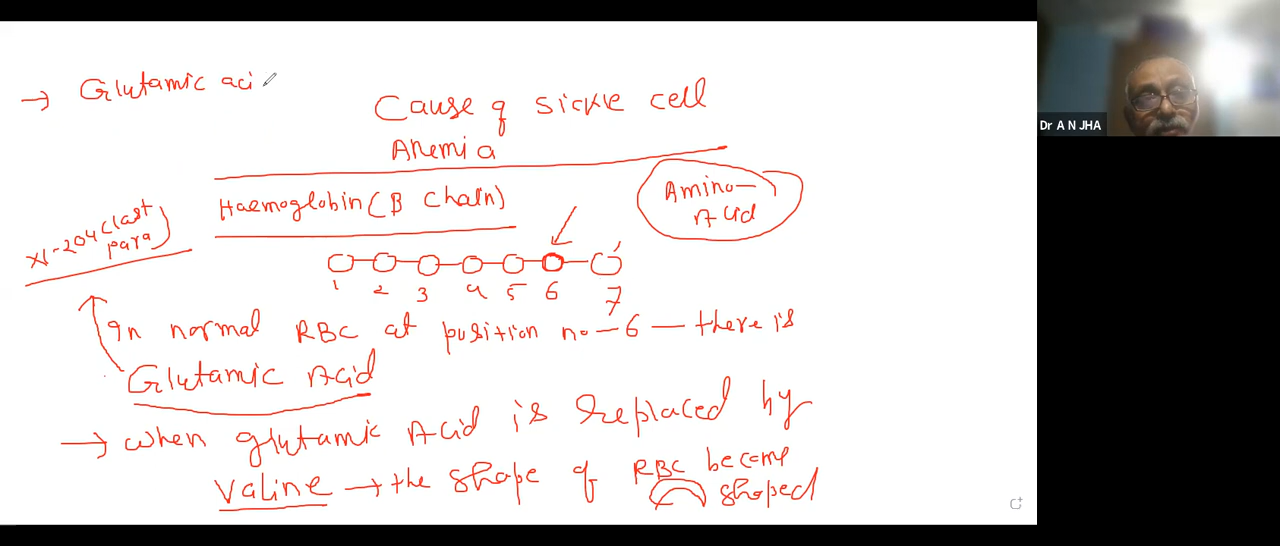 → Glutamic aci
Cause of sickle cell
Anemia
Haemoglobin (B chain)
Amino-
Acid
XI-204 (last
para)
1 2 3 4 5 6 7
In normal RBC at position no-6- there is
Glutamic Acid
→ when glutamic Acid is replaced by
valine → the shape of RBC become
shaped
Dr A N JHA